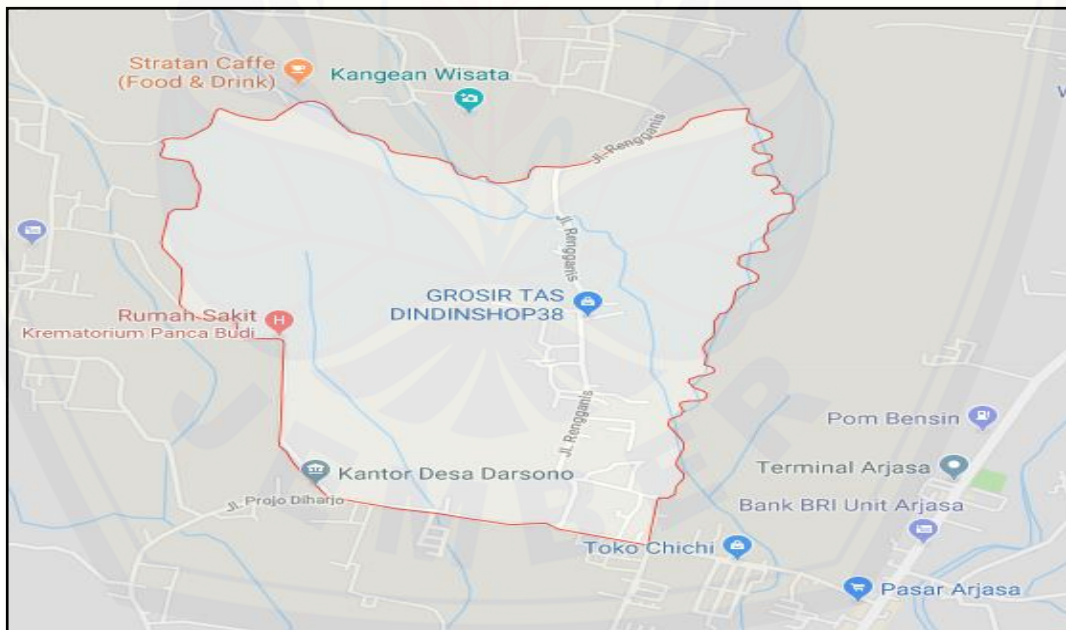 Stratan Caffe
(Food & Drink)
Kangean Wisata
W
Jl. Rengganis
Jl. Rengganis
GROSIR TAS
DINDINSHOP38
Rumah Sakit
Krematorium Panca Budi
Jl. Rengganis
Pom Bensin
Kantor Desa Darsono
Terminal Arjasa
Jl. Projo Diharjo
Bank BRI Unit Arjasa
Toko Chichi
Pasar Arjasa
JEMBER